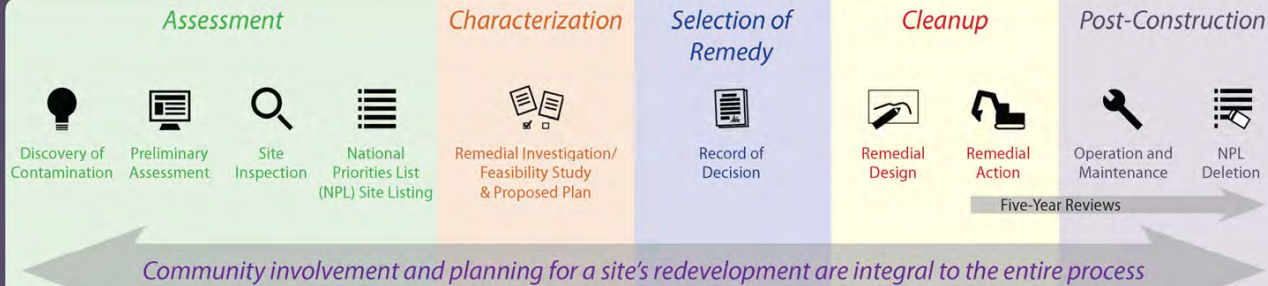 Assessment
Discovery of
Contamination
Preliminary
Assessment
Site
Inspection
National
Priorities List
(NPL) Site Listing
Characterization
Remedial Investigation/
Feasibility Study
& Proposed Plan
Selection of
Remedy
Record of
Decision
Cleanup
Remedial
Design
Remedial
Action
Post-Construction
Operation and
Maintenance
NPL
Deletion
Five-Year Reviews
Community involvement and planning for a site's redevelopment are integral to the entire process